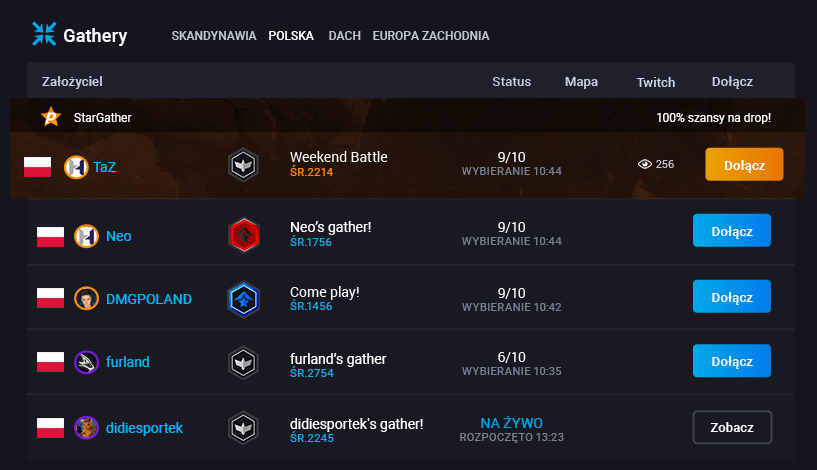 Gathery
SKANDYNAWIA POLSKA DACH EUROPA ZACHODNIA
Założyciel Status Mapa Twitch Dołącz
StarGather 100% szansy na drop!
TaZ Weekend Battle 9/10 256 Dołącz
ŚR.2214 WYBIERANIE 10:44
Neo Neo's gather! 9/10 Dołącz
ŚR.1756 WYBIERANIE 10:44
DMGPOLAND Come play! 9/10 Dołącz
ŚR.1456 WYBIERANIE 10:42
furland furland's gather 6/10 Dołącz
ŚR.2754 WYBIERANIE 10:35
didiesportek didiesportek's gather! NA ŻYWO Zobacz
ŚR.2245 ROZPOCZĘTO 13:23